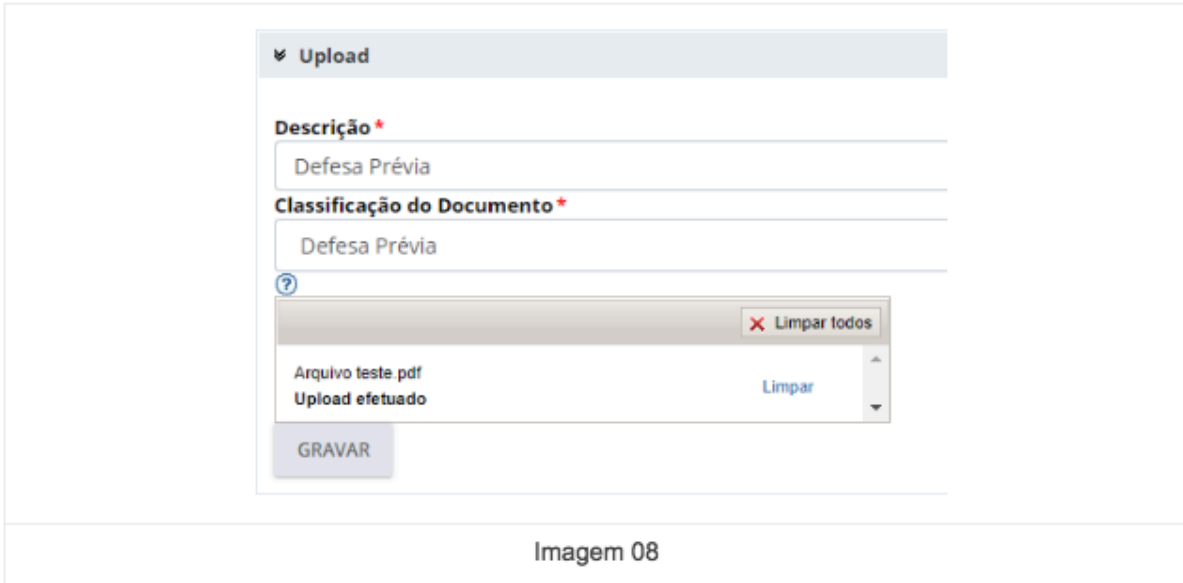 Upload
Descrição *
Defesa Prévia
Classificação do Documento *
Defesa Prévia
?
X Limpar todos
Arquivo teste.pdf
Limpar
Upload efetuado
GRAVAR
Imagem 08